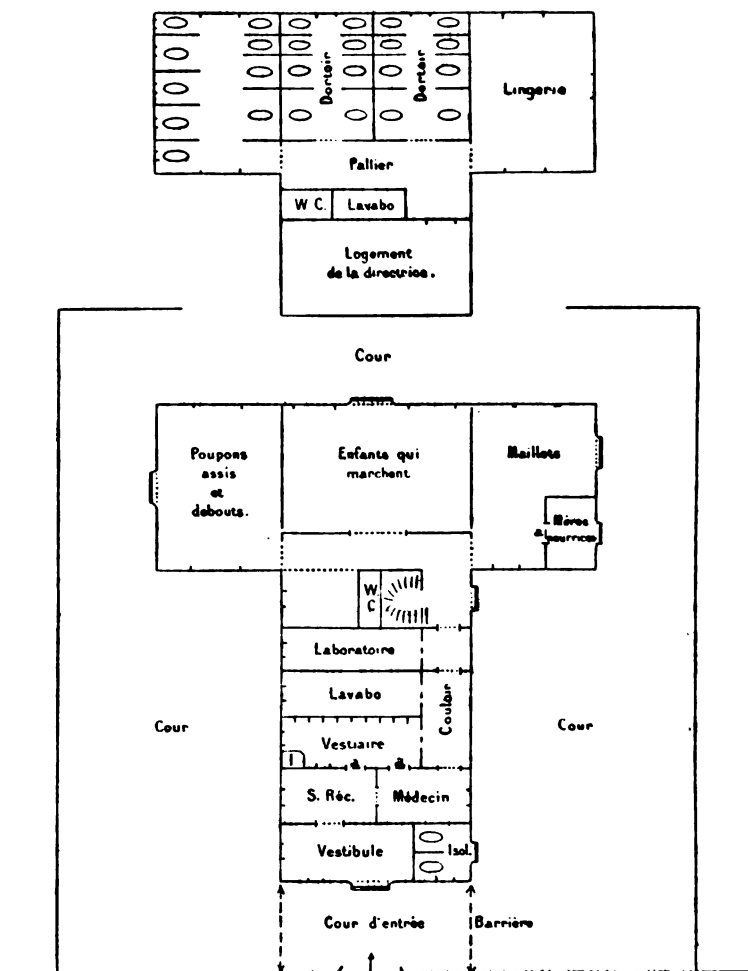 Dortoir
Dortoir
Lingerie
Pallier
W C.
Lavabo
Logement
de la directrice.
Cour
Poupons
assis
et
debouts.
Enfants qui
marchent
Maillots
Mères
nourrices
a
W.
C
Laboratoire
Lavabo
Couloir
Cour
Cour
Vestiaire
a
a
S. Réc.
Médecin
Vestibule
Isol.
Cour d'entrée
Barrière